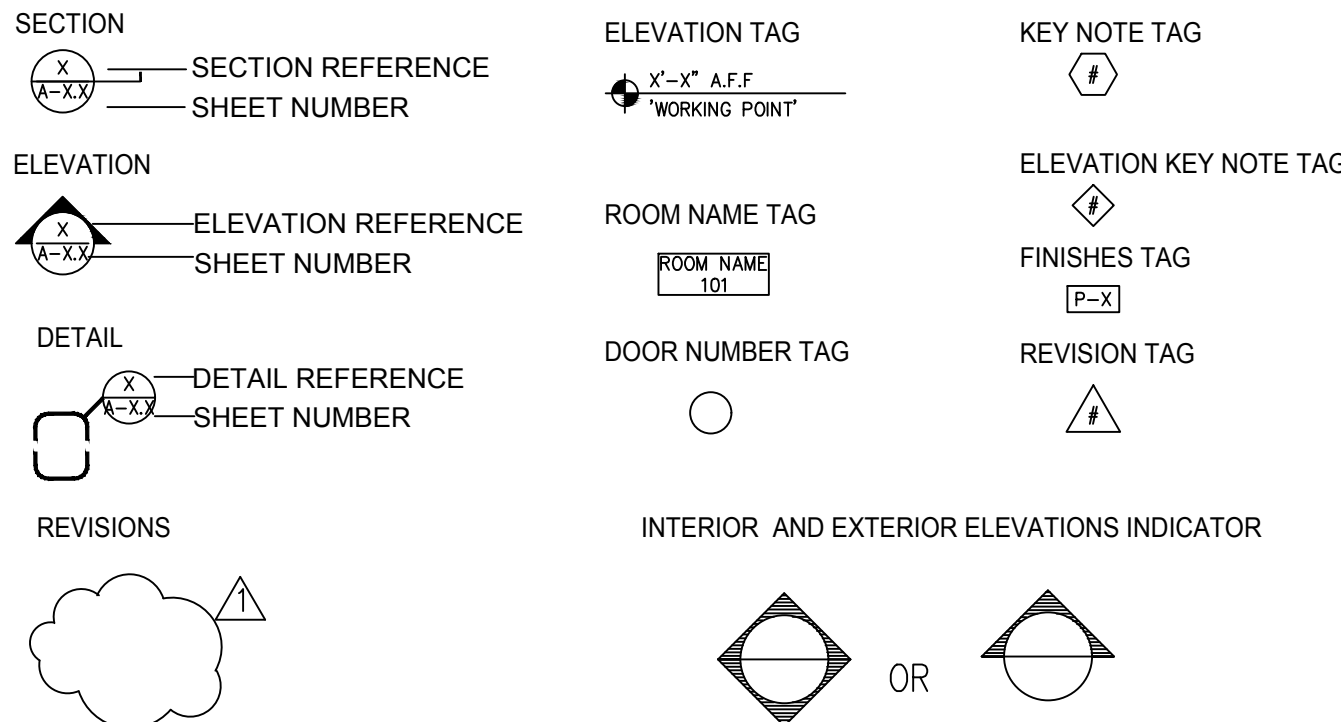 SECTION
X
A-X.X
SECTION REFERENCE
SHEET NUMBER
ELEVATION
X
A-X.X
ELEVATION REFERENCE
SHEET NUMBER
DETAIL
X
A-X.X
DETAIL REFERENCE
SHEET NUMBER
REVISIONS
1
ELEVATION TAG
X'-X" A.F.F
'WORKING POINT'
ROOM NAME TAG
ROOM NAME
101
DOOR NUMBER TAG
KEY NOTE TAG
#
ELEVATION KEY NOTE TAG
#
FINISHES TAG
P-X
REVISION TAG
#
INTERIOR AND EXTERIOR ELEVATIONS INDICATOR
OR